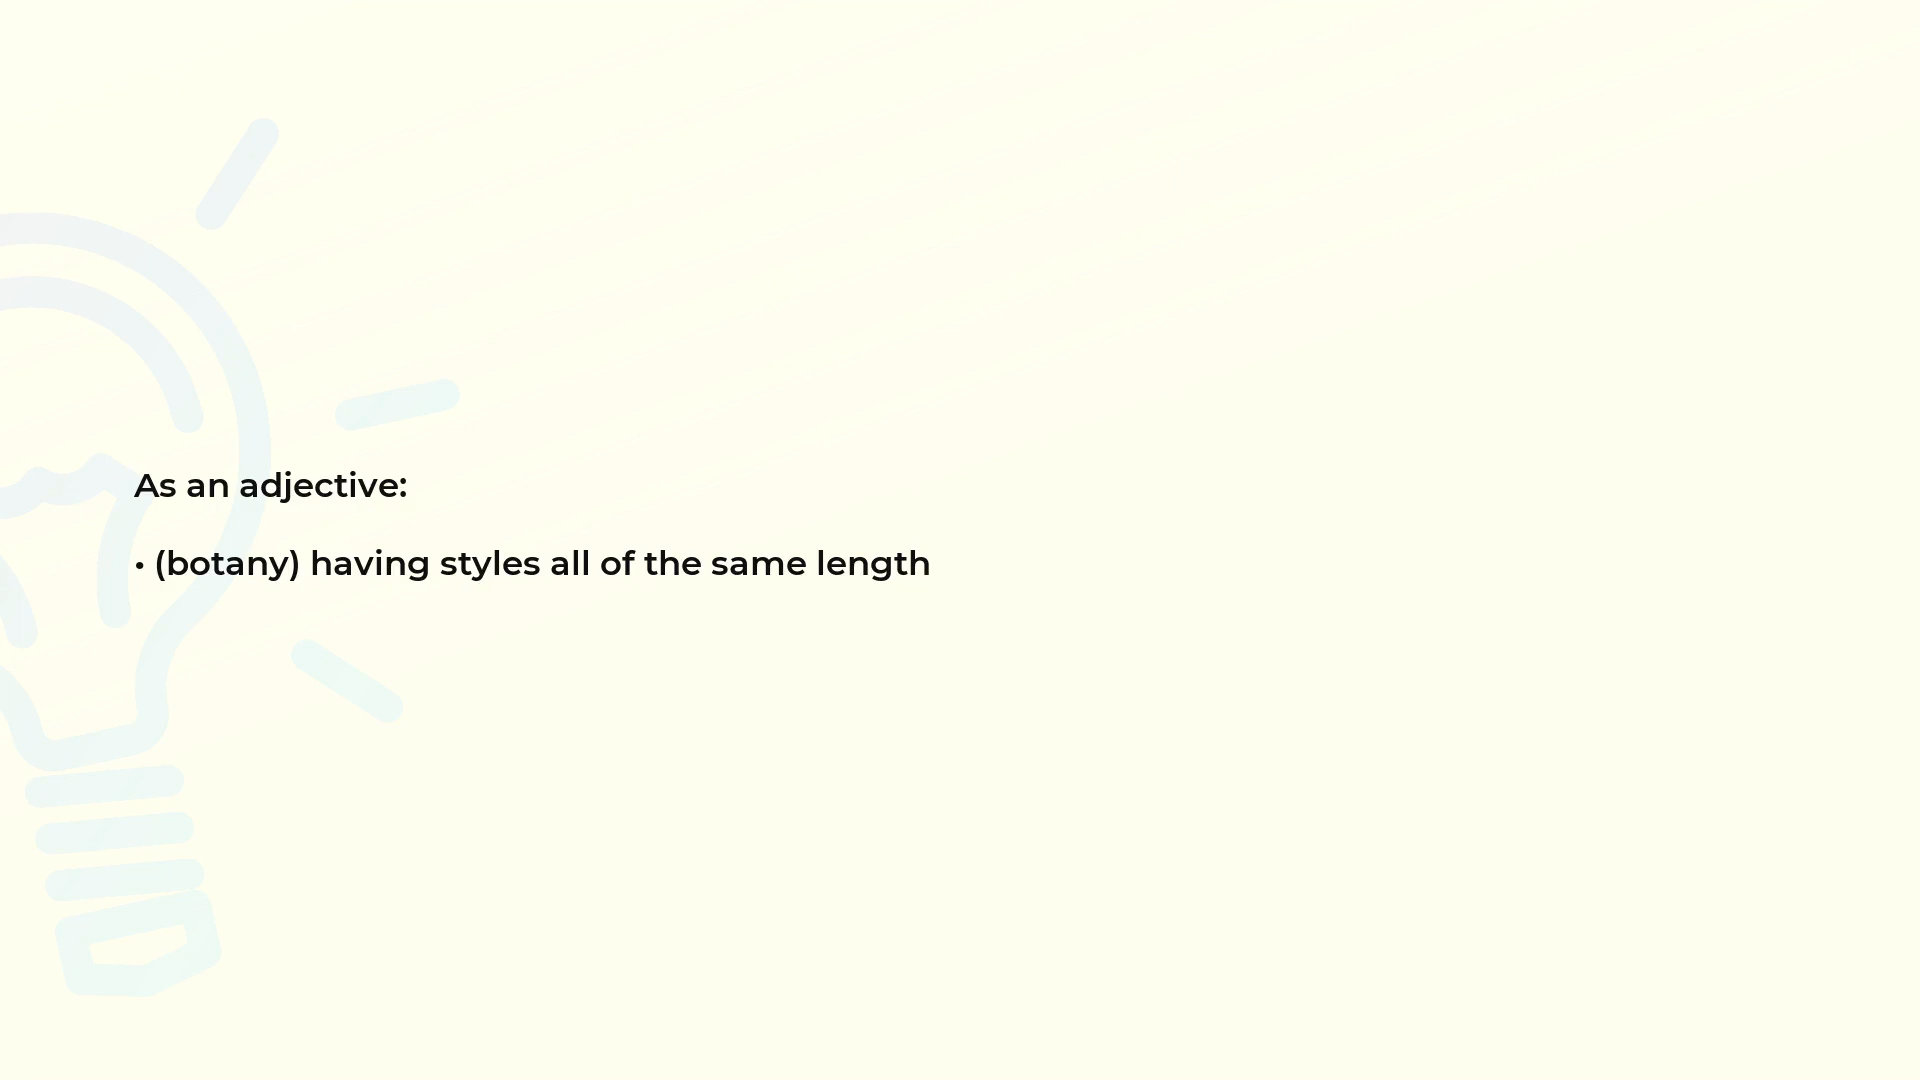 As an adjective:
• (botany) having styles all of the same length